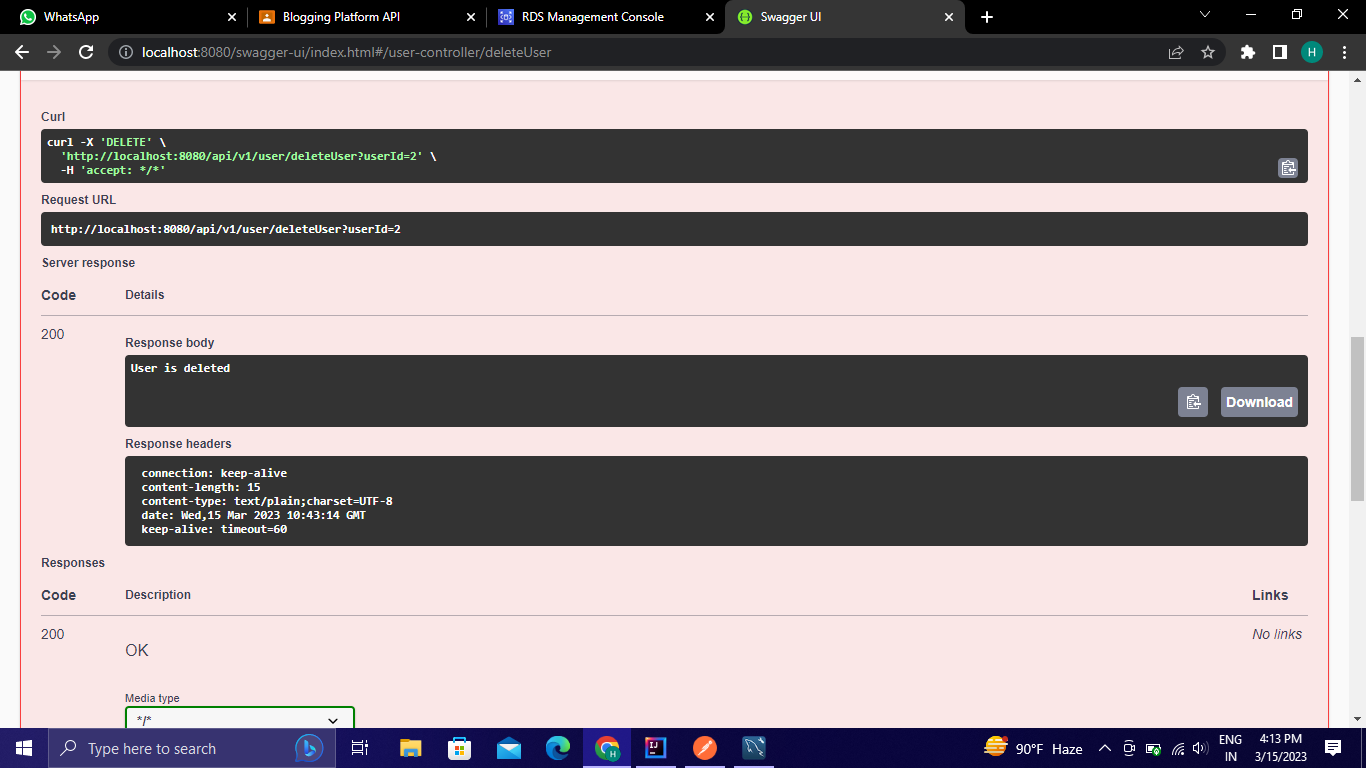 WhatsApp
Blogging Platform API
RDS Management Console
Swagger UI
localhost:8080/swagger-ui/index.html#/user-controller/deleteUser
H
Curl
curl -X 'DELETE' \
'http://localhost:8080/api/v1/user/deleteUser?userId=2' \
-H 'accept: */*'
Request URL
http://localhost:8080/api/v1/user/deleteUser?userId=2
Server response
Code
Details
200
Response body
User is deleted
Download
Response headers
connection: keep-alive
content-length: 15
content-type: text/plain;charset=UTF-8
date: Wed,15 Mar 2023 10:43:14 GMT
keep-alive: timeout=60
Responses
Code
Description
Links
200
OK
No links
Media type
*/*
Type here to search
90°F Haze
ENG
IN
4:13 PM
3/15/2023